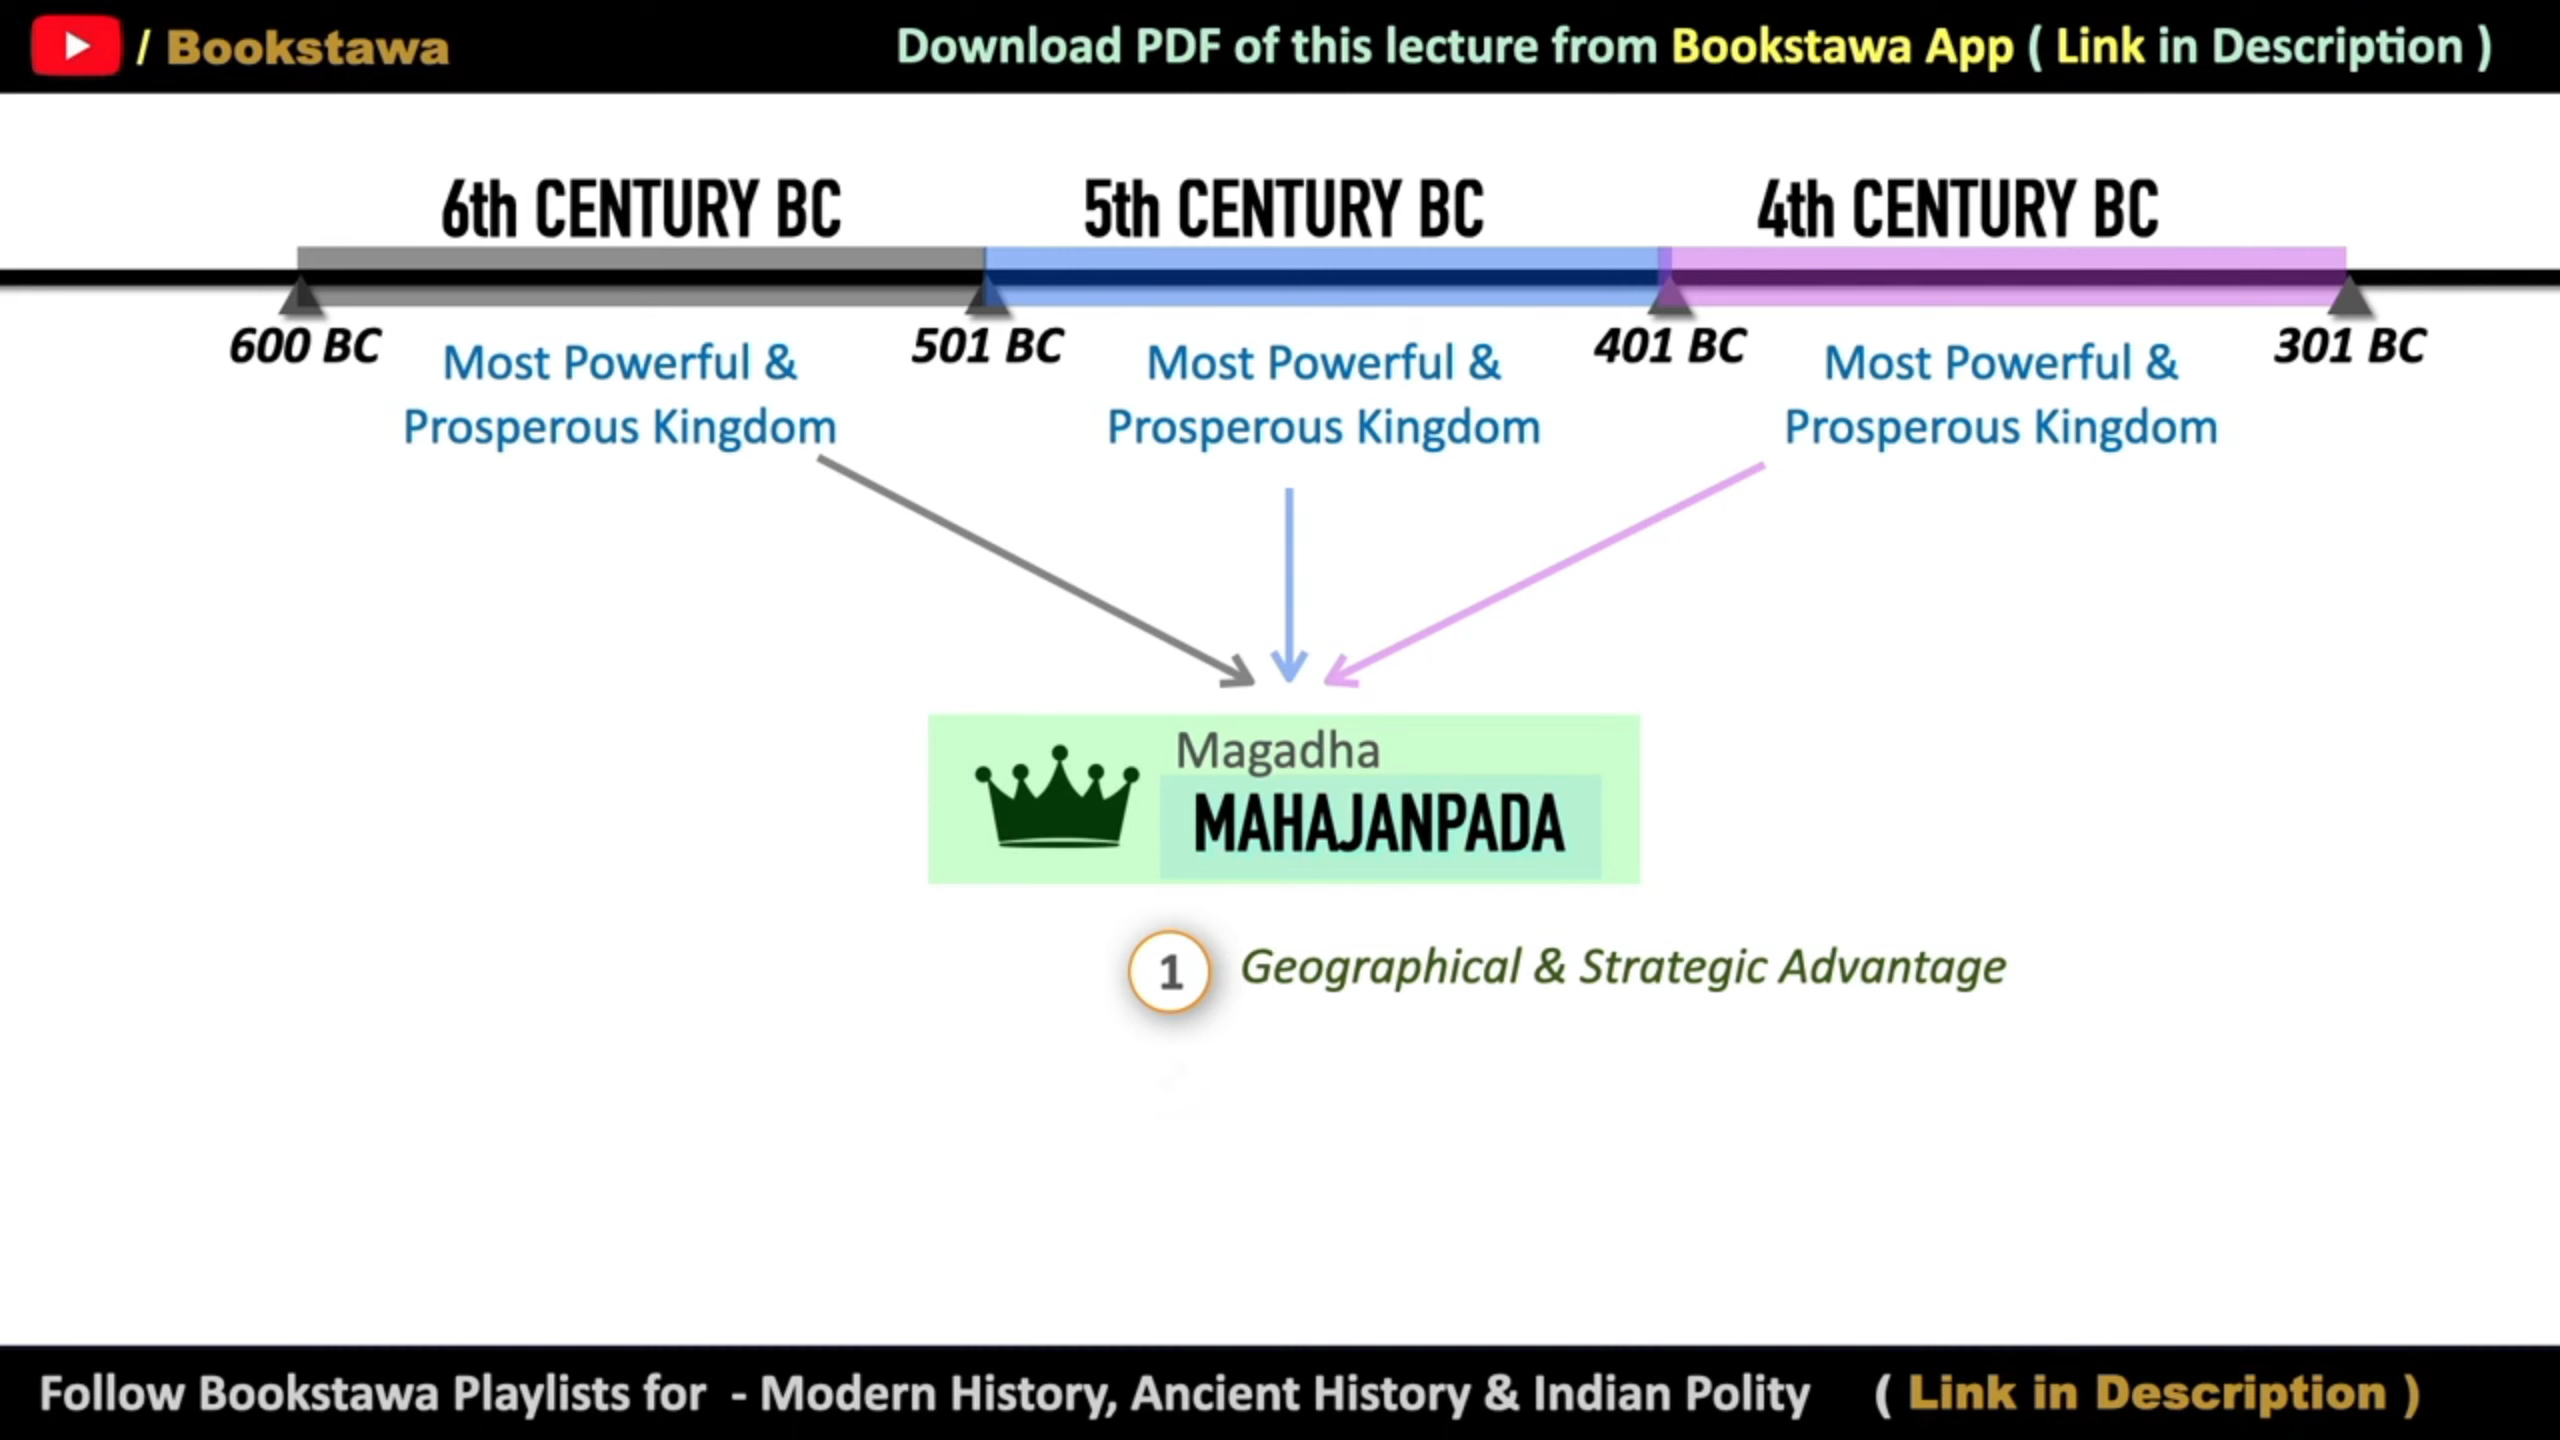 / Bookstawa
Download PDF of this lecture from Bookstawa App ( Link in Description )
6th CENTURY BC
5th CENTURY BC
4th CENTURY BC
600 BC
501 BC
401 BC
301 BC
Most Powerful &
Prosperous Kingdom
Most Powerful &
Prosperous Kingdom
Most Powerful &
Prosperous Kingdom
Magadha
MAHAJANPADA
1 Geographical & Strategic Advantage
Follow Bookstawa Playlists for - Modern History, Ancient History & Indian Polity ( Link in Description )